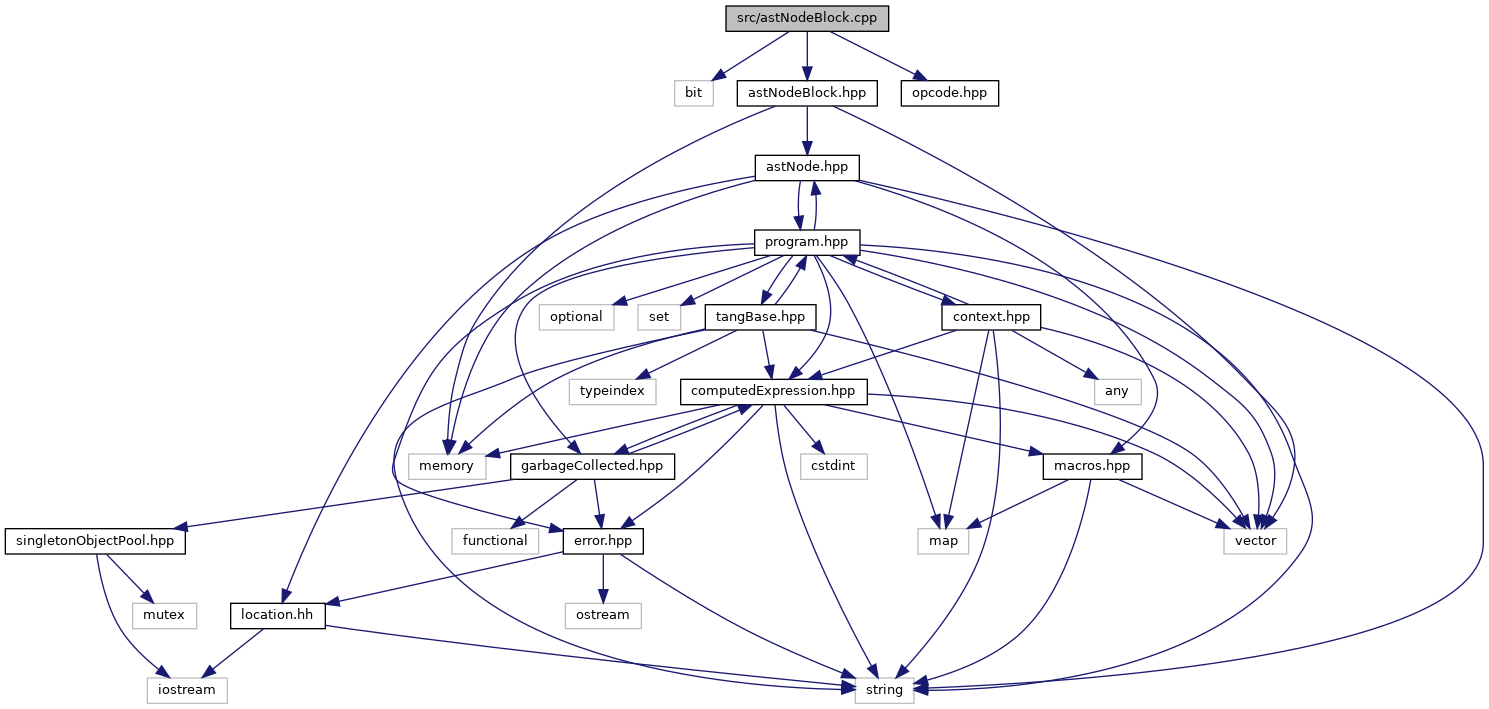 src/astNodeBlock.cpp
bit
astNodeBlock.hpp
opcode.hpp
astNode.hpp
program.hpp
optional
set
tangBase.hpp
context.hpp
typeindex
computedExpression.hpp
any
memory
garbageCollected.hpp
cstdint
macros.hpp
singletonObjectPool.hpp
functional
error.hpp
map
vector
mutex
location.hh
ostream
iostream
string